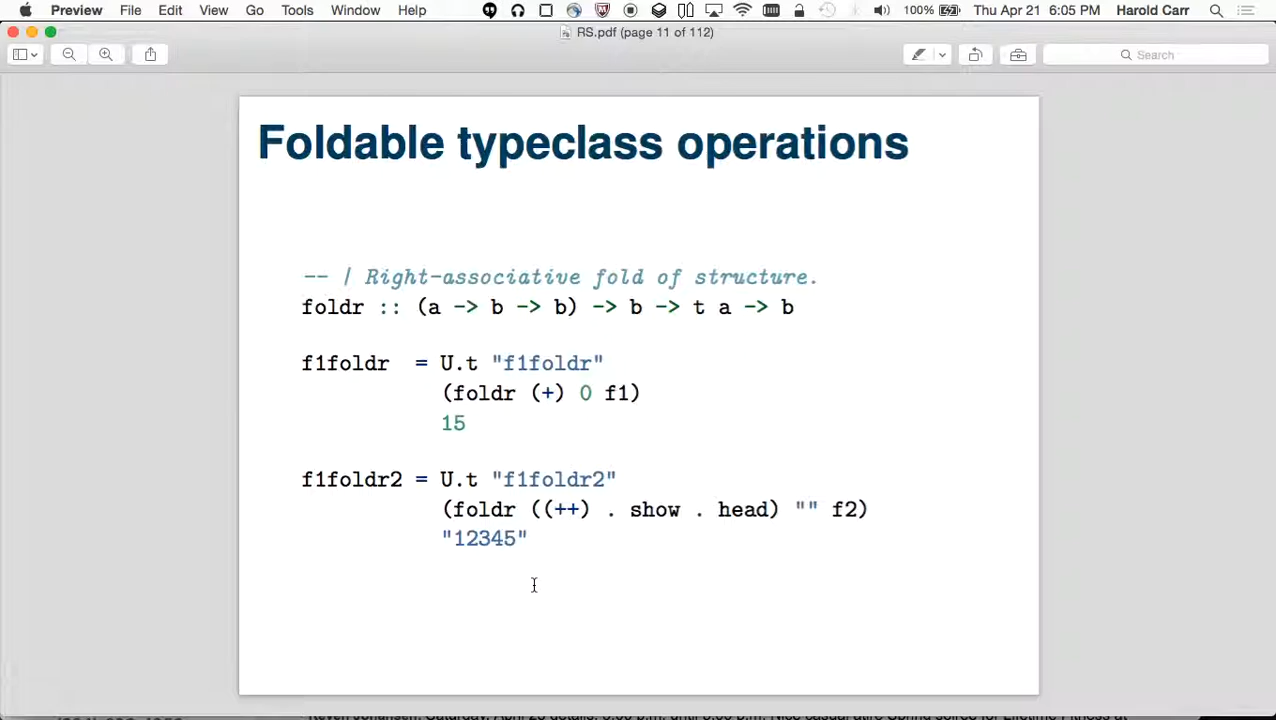 Preview File Edit View Go Tools Window Help 100% Thu Apr 21 6:05 PM Harold Carr
RS.pdf (page 11 of 112)
Search
Foldable typeclass operations
-- | Right-associative fold of structure.
foldr :: (a -> b -> b) -> b -> t a -> b
f1foldr = U.t "f1foldr"
(foldr (+) 0 f1)
15
f1foldr2 = U.t "f1foldr2"
(foldr ((++) . show . head) "" f2)
"12345"